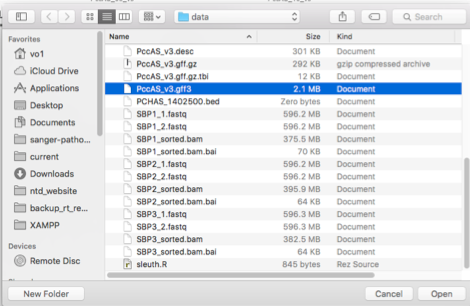 data
Search
Favorites
vo1
iCloud Drive
Applications
Desktop
Documents
sanger-patho...
current
Downloads
ntd_website
backup_rt_re...
XAMPP
Devices
Remote Disc
Name Size Kind
PccAS_v3.desc 301 KB Document
PccAS_v3.gff.gz 292 KB gzip compressed archive
PccAS_v3.gff.gz.tbi 12 KB Document
PccAS_v3.gff3 2.1 MB Document
PCHAS_1402500.bed Zero bytes Document
SBP1_1.fastq 596.2 MB Document
SBP1_2.fastq 596.2 MB Document
SBP1_sorted.bam 375.5 MB Document
SBP1_sorted.bam.bai 70 KB Document
SBP2_1.fastq 596.2 MB Document
SBP2_2.fastq 596.2 MB Document
SBP2_sorted.bam 395.9 MB Document
SBP2_sorted.bam.bai 64 KB Document
SBP3_1.fastq 596.3 MB Document
SBP3_2.fastq 596.3 MB Document
SBP3_sorted.bam 382.5 MB Document
SBP3_sorted.bam.bai 64 KB Document
sleuth.R 845 bytes Rez Source
New Folder
Cancel Open